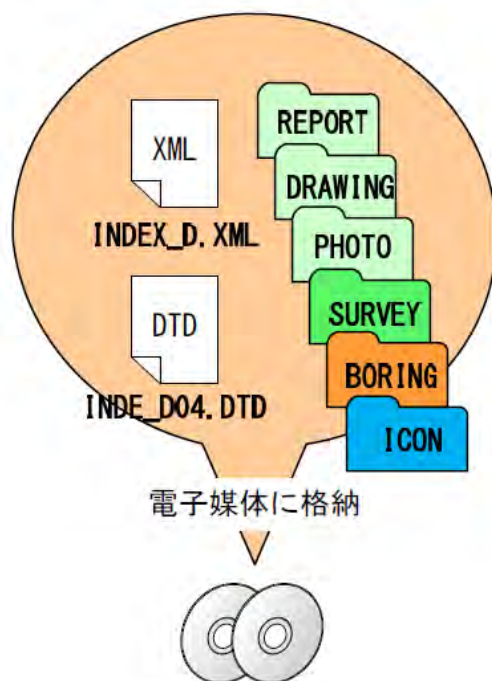 XML
INDEX_D.XML
DTD
INDE_D04.DTD
REPORT
DRAWING
PHOTO
SURVEY
BORING
ICON
電子媒体に格納